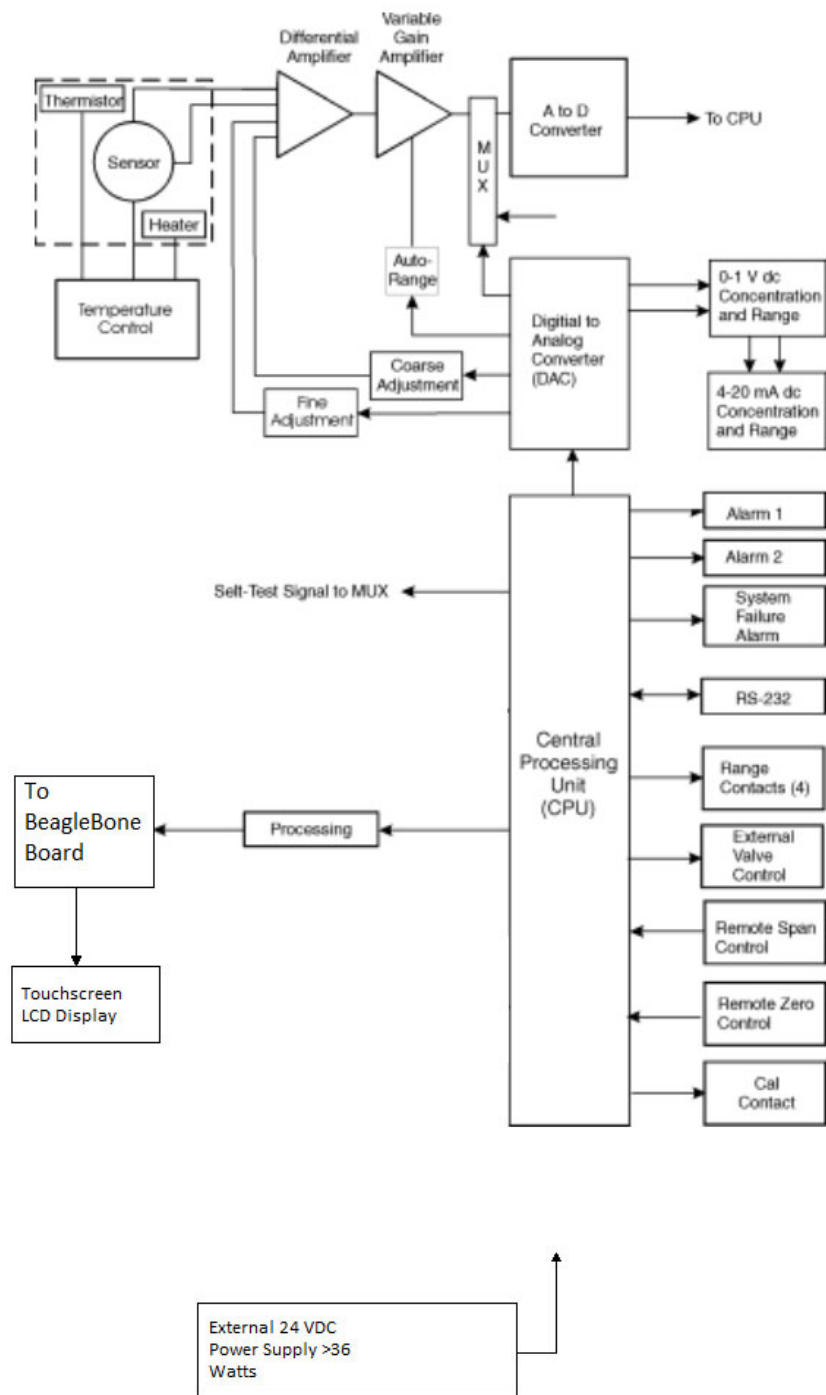 Differential
Amplifier
Variable
Gain
Amplifier
Thermistor
Sensor
Heater
Temperature
Control
M
U
X
A to D
Converter
To CPU
Auto-
Range
Coarse
Adjustment
Fine
Adjustment
Digitial to
Analog
Converter
(DAC)
0-1 V dc
Concentration
and Range
4-20 mA dc
Concentration
and Range
Self-Test Signal to MUX
Central
Processing
Unit
(CPU)
Alarm 1
Alarm 2
System
Failure
Alarm
RS-232
Range
Contacts (4)
External
Valve
Control
Remote Span
Control
Remote Zero
Control
Cal
Contact
Processing
To
BeagleBone
Board
Touchscreen
LCD Display
External 24 VDC
Power Supply >36
Watts